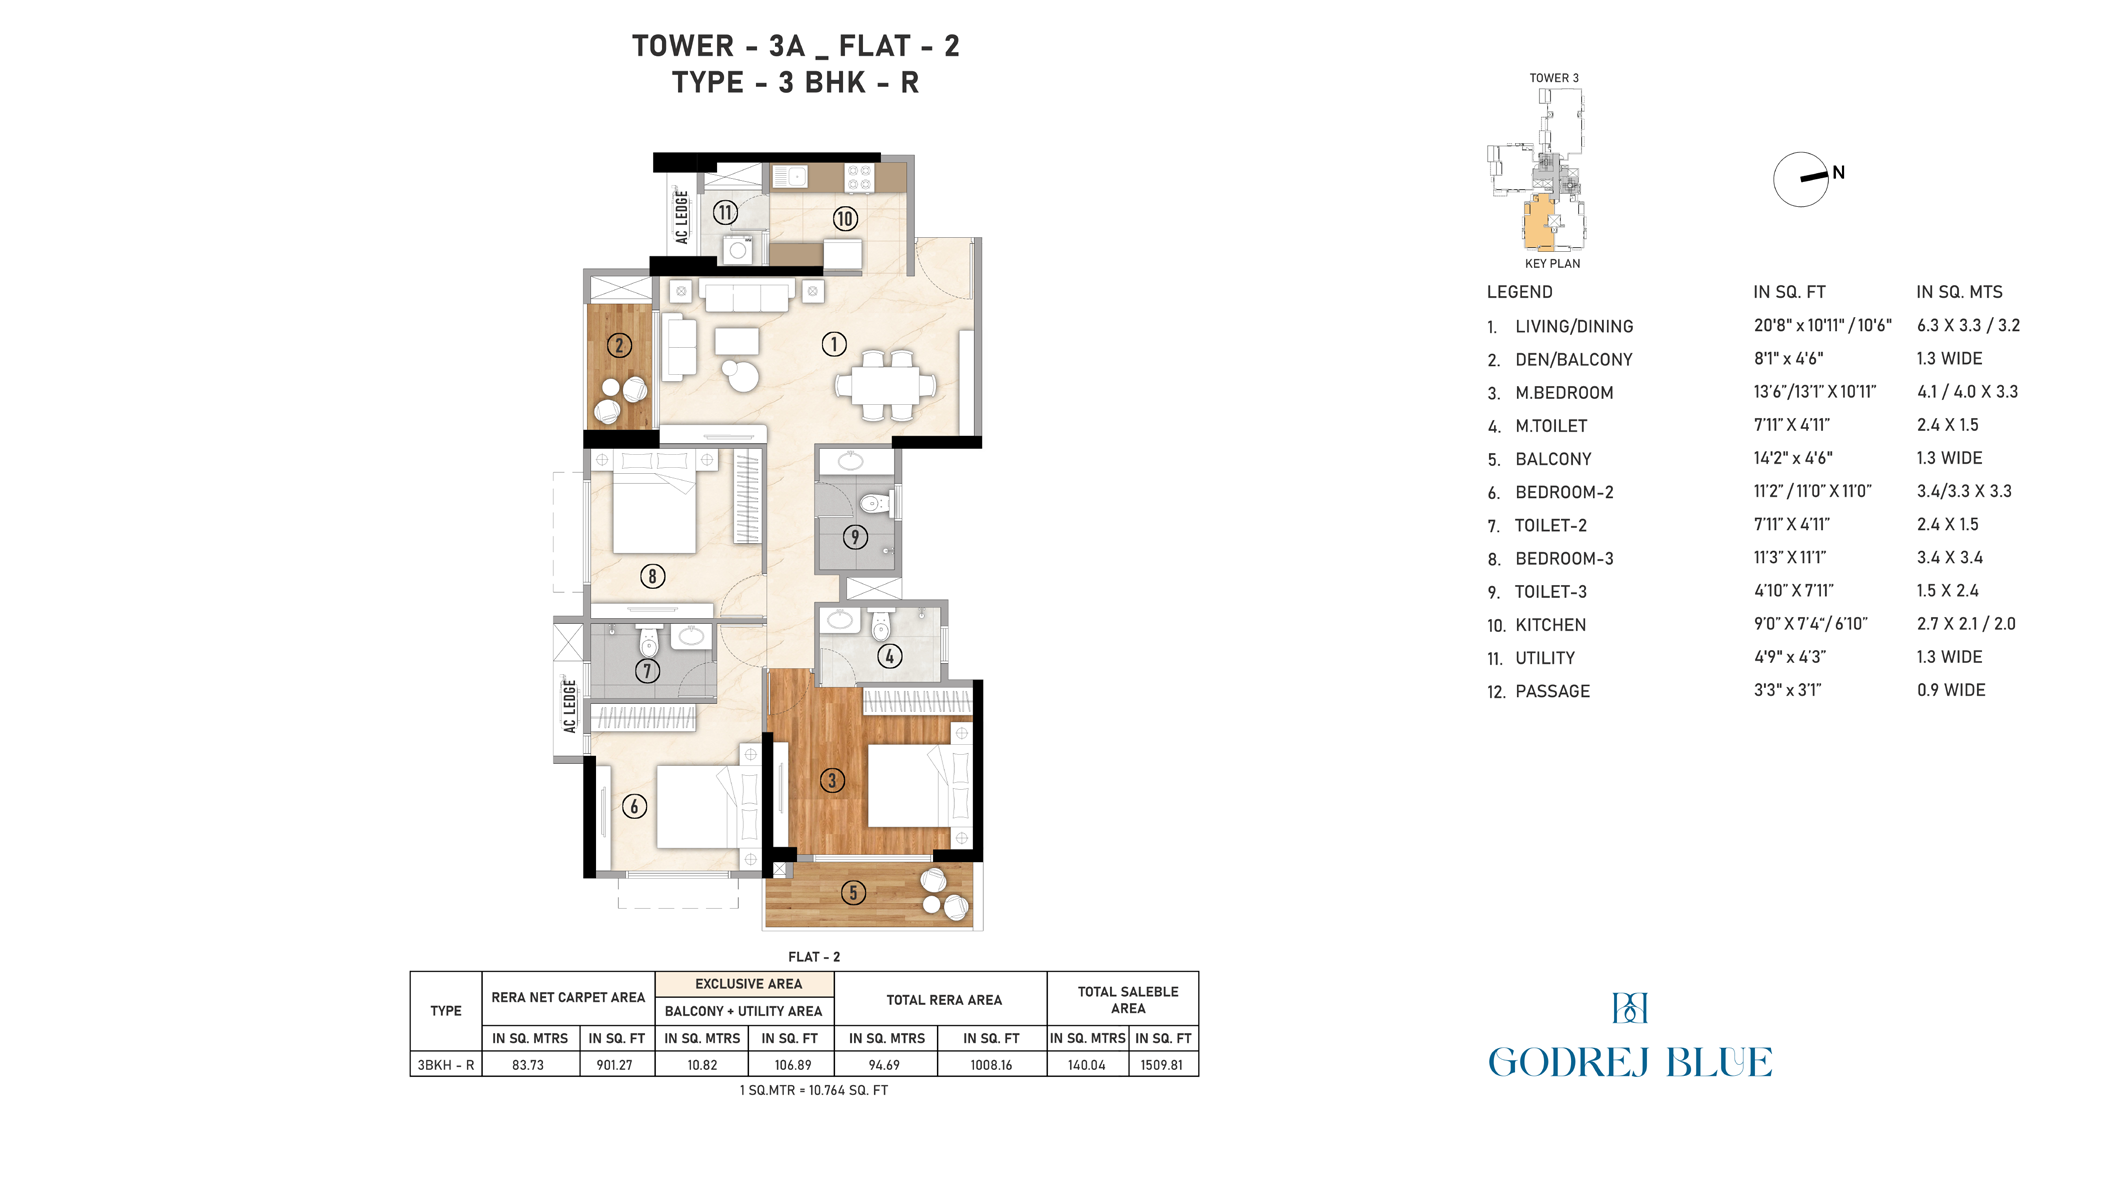 TOWER - 3A _ FLAT - 2
TYPE - 3 BHK - R
AC LEDGE
11
10
2
1
8
9
7
4
AC LEDGE
6
3
5
FLAT - 2
TYPE
RERA NET CARPET AREA
EXCLUSIVE AREA
BALCONY + UTILITY AREA
TOTAL RERA AREA
TOTAL SALEBLE
AREA
IN SQ. MTRS IN SQ. FT IN SQ. MTRS IN SQ. FT IN SQ. MTRS IN SQ. FT IN SQ. MTRS IN SQ. FT
3BKH - R 83.73 901.27 10.82 106.89 94.69 1008.16 140.04 1509.81
1 SQ.MTR = 10.764 SQ. FT
TOWER 3
KEY PLAN
N
LEGEND IN SQ. FT IN SQ. MTS
1. LIVING/DINING 20'8" x 10'11" / 10'6" 6.3 X 3.3 / 3.2
2. DEN/BALCONY 8'1" x 4'6" 1.3 WIDE
3. M.BEDROOM 13’6”/13’1” X 10’11” 4.1 / 4.0 X 3.3
4. M.TOILET 7’11” X 4’11” 2.4 X 1.5
5. BALCONY 14'2" x 4'6" 1.3 WIDE
6. BEDROOM-2 11’2” / 11’0” X 11’0” 3.4/3.3 X 3.3
7. TOILET-2 7’11” X 4’11” 2.4 X 1.5
8. BEDROOM-3 11’3” X 11’1” 3.4 X 3.4
9. TOILET-3 4’10” X 7’11” 1.5 X 2.4
10. KITCHEN 9’0” X 7’4“/ 6’10” 2.7 X 2.1 / 2.0
11. UTILITY 4'9" x 4’3” 1.3 WIDE
12. PASSAGE 3'3" x 3’1” 0.9 WIDE
GODREJ BLUE